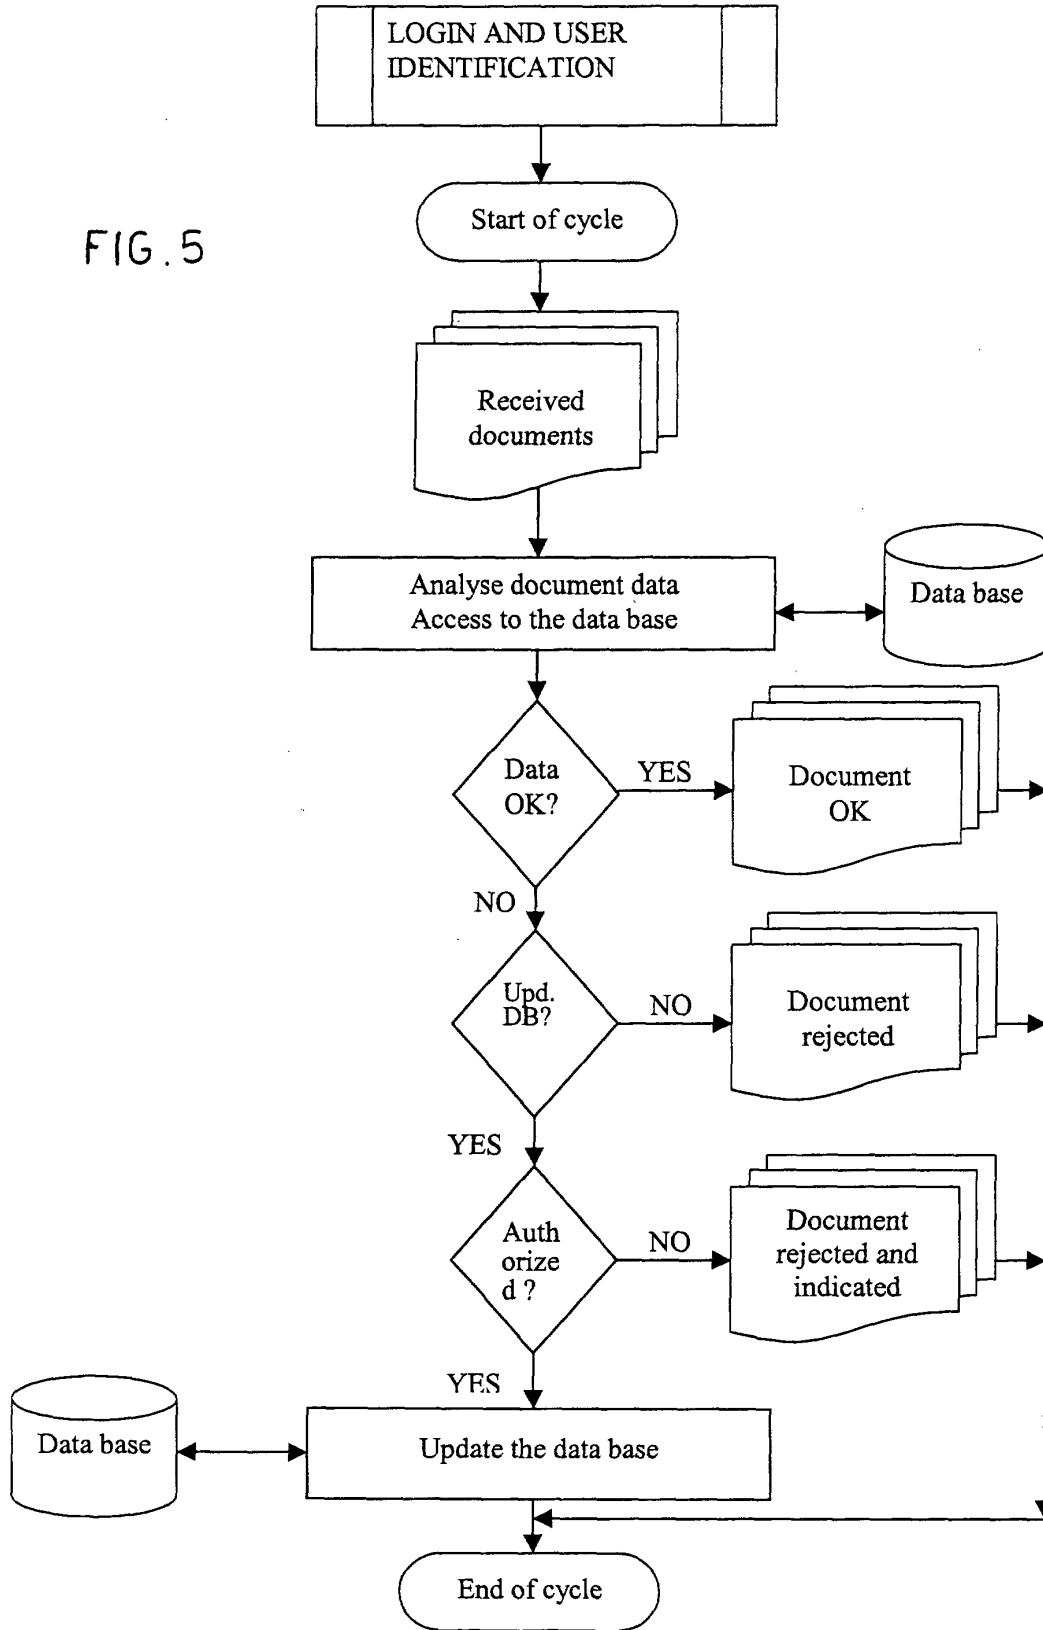 LOGIN AND USER
IDENTIFICATION
Start of cycle
FIG. 5
Received
documents
Analyse document data
Access to the data base
Data base
Data
OK?
YES
Document
OK
NO
Upd.
DB?
NO
Document
rejected
YES
Auth
orize
d ?
NO
Document
rejected and
indicated
YES
Data base
Update the data base
End of cycle